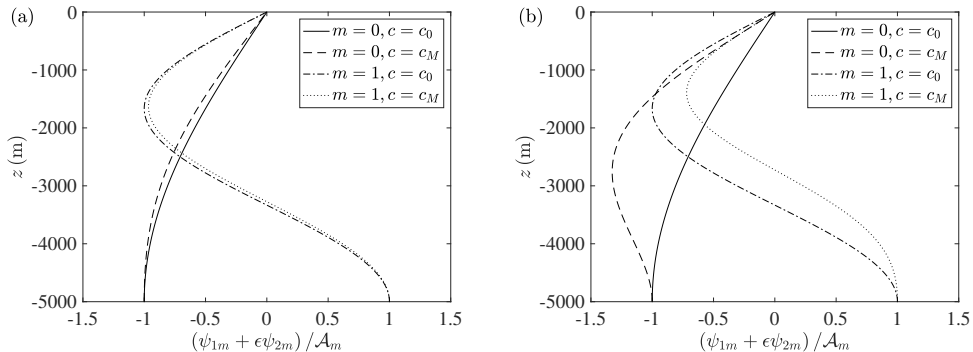 (a)
0
-1000
-2000
-3000
-4000
-5000
z (m)
-1.5 -1 -0.5 0 0.5 1 1.5
(ψ1m + ϵψ2m) /𝒜m
m = 0, c = c0
m = 0, c = cM
m = 1, c = c0
m = 1, c = cM
(b)
0
-1000
-2000
-3000
-4000
-5000
z (m)
-1.5 -1 -0.5 0 0.5 1 1.5
(ψ1m + ϵψ2m) /𝒜m
m = 0, c = c0
m = 0, c = cM
m = 1, c = c0
m = 1, c = cM